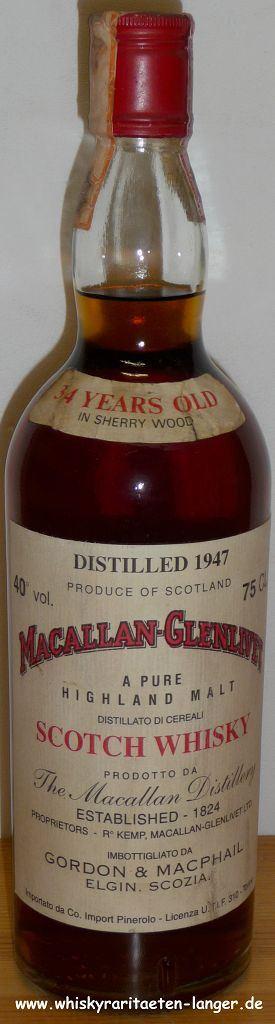 34 YEARS OLD
IN SHERRY WOOD
DISTILLED 1947
40° vol.
PRODUCE OF SCOTLAND
75
MACALLAN-GLENLIVET
A PURE
HIGHLAND MALT
DISTILLATO DI CEREALI
SCOTCH WHISKY
PRODOTTO DA
The Macallan Distillery
ESTABLISHED - 1824
PROPRIETORS - R° KEMP, MACALLAN-GLENLIVET LTD
IMBOTTIGLIATO DA
GORDON & MACPHAIL
ELGIN. SCOZIA.
Importato da Co. Import Pinerolo - Licenza U.T.I.F. 310 -
www.whiskyraritaeten-langer.de